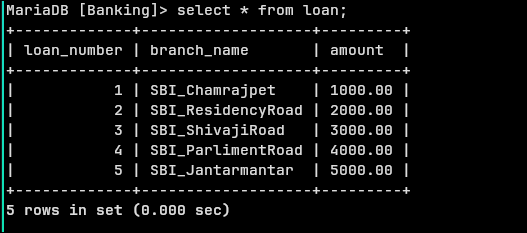 MariaDB [Banking]> select * from loan;
+-------------+--------------------+---------+
| loan_number | branch_name        | amount  |
+-------------+--------------------+---------+
|           1 | SBI_Chamrajpet     | 1000.00 |
|           2 | SBI_ResidencyRoad  | 2000.00 |
|           3 | SBI_ShivajiRoad    | 3000.00 |
|           4 | SBI_ParlimentRoad  | 4000.00 |
|           5 | SBI_Jantarmantar   | 5000.00 |
+-------------+--------------------+---------+
5 rows in set (0.000 sec)